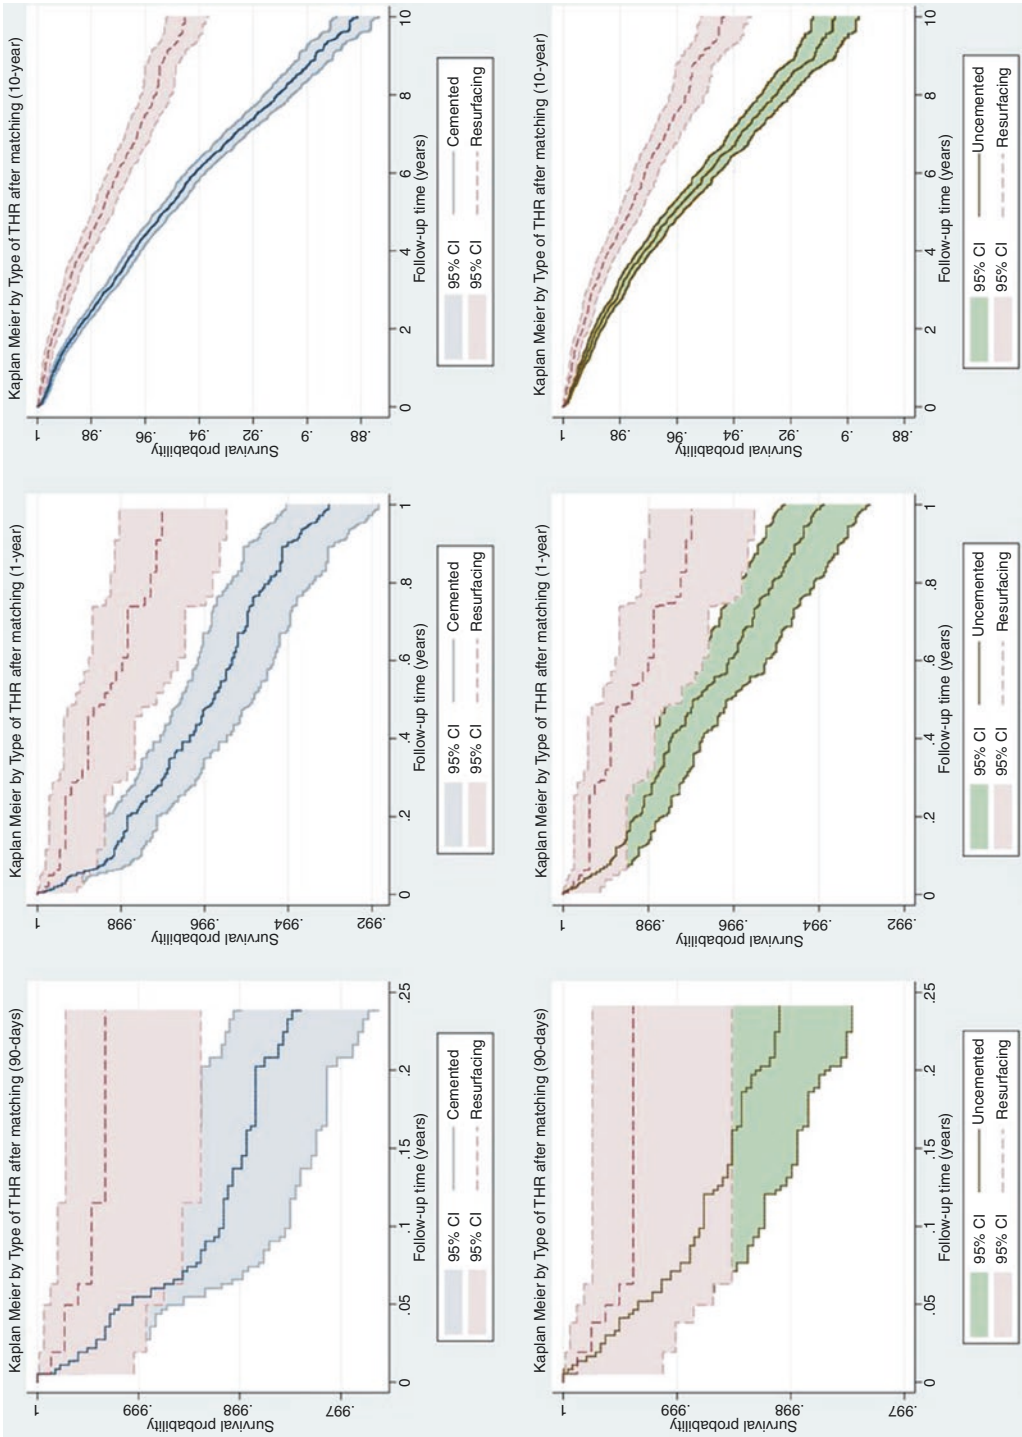 Kaplan Meier by Type of THR after matching (90-days)
Survival probability
1
.999
.998
.997
0
.05
.1
.15
.2
.25
Follow-up time (years)
95% CI
Cemented
95% CI
Resurfacing
Kaplan Meier by Type of THR after matching (1-year)
Survival probability
1
.998
.996
.994
.992
0
.2
.4
.6
.8
1
Follow-up time (years)
95% CI
Cemented
95% CI
Resurfacing
Kaplan Meier by Type of THR after matching (10-year)
Survival probability
1
.98
.96
.94
.92
.9
.88
0
2
4
6
8
10
Follow-up time (years)
95% CI
Cemented
95% CI
Resurfacing
Kaplan Meier by Type of THR after matching (90-days)
Survival probability
1
.999
.998
.997
0
.05
.1
.15
.2
.25
Follow-up time (years)
95% CI
Uncemented
95% CI
Resurfacing
Kaplan Meier by Type of THR after matching (1-year)
Survival probability
1
.998
.996
.994
.992
0
.2
.4
.6
.8
1
Follow-up time (years)
95% CI
Uncemented
95% CI
Resurfacing
Kaplan Meier by Type of THR after matching (10-year)
Survival probability
1
.98
.96
.94
.92
.9
.88
0
2
4
6
8
10
Follow-up time (years)
95% CI
Uncemented
95% CI
Resurfacing